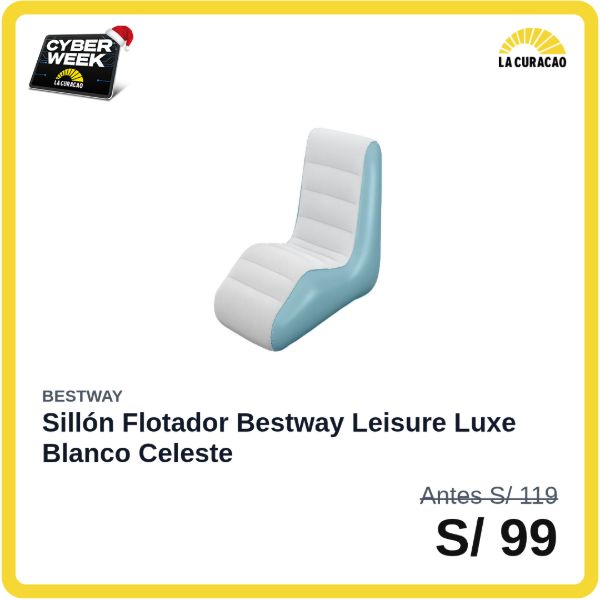 CYBER
WEEK
LA CURACAO
LA CURACAO
BESTWAY
Sillón Flotador Bestway Leisure Luxe
Blanco Celeste
Antes S/ 119
S/ 99